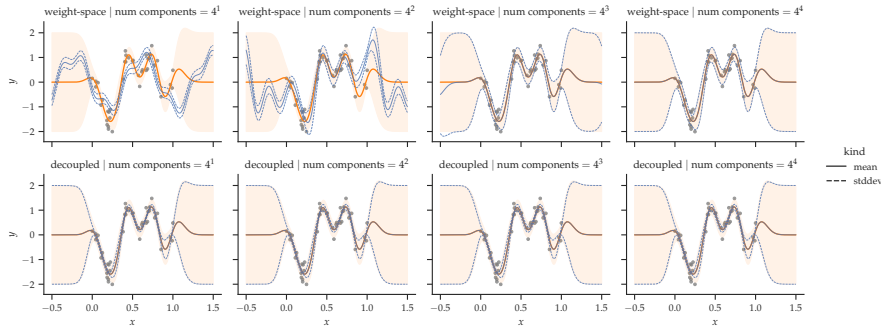 weight-space | num components = 4¹ weight-space | num components = 4² weight-space | num components = 4³ weight-space | num components = 4⁴
2
1
0
−1
−2
y
kind
mean
stddev
decoupled | num components = 4¹ decoupled | num components = 4² decoupled | num components = 4³ decoupled | num components = 4⁴
2
1
0
−1
−2
y
−0.5 0.0 0.5 1.0 1.5 −0.5 0.0 0.5 1.0 1.5 −0.5 0.0 0.5 1.0 1.5 −0.5 0.0 0.5 1.0 1.5
x x x x